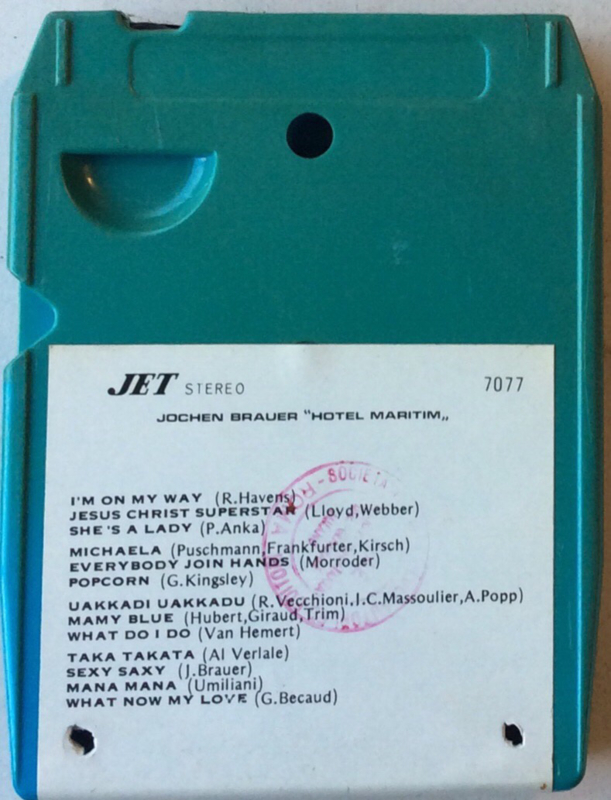 JET STEREO 7077
JOCHEN BRAUER "HOTEL MARITIM„
I'M ON MY WAY (R.Havens)
JESUS CHRIST SUPERSTAR (Lloyd,Webber)
SHE'S A LADY (P.Anka)
MICHAELA (Puschmann,Frankfurter,Kirsch)
EVERYBODY JOIN HANDS (Morroder)
POPCORN (G.Kingsley)
UAKKADI UAKKADU (R.Vecchioni.I.C.Massoulier,A.Popp)
MAMY BLUE (Hubert,Giraud,Trim)
WHAT DO I DO (Van Hemert)
TAKA TAKATA (Al Verlale)
SEXY SAXY (J.Brauer)
MANA MANA (Umiliani)
WHAT NOW MY LOVE (G.Becaud)
ROMA - SOCIETA